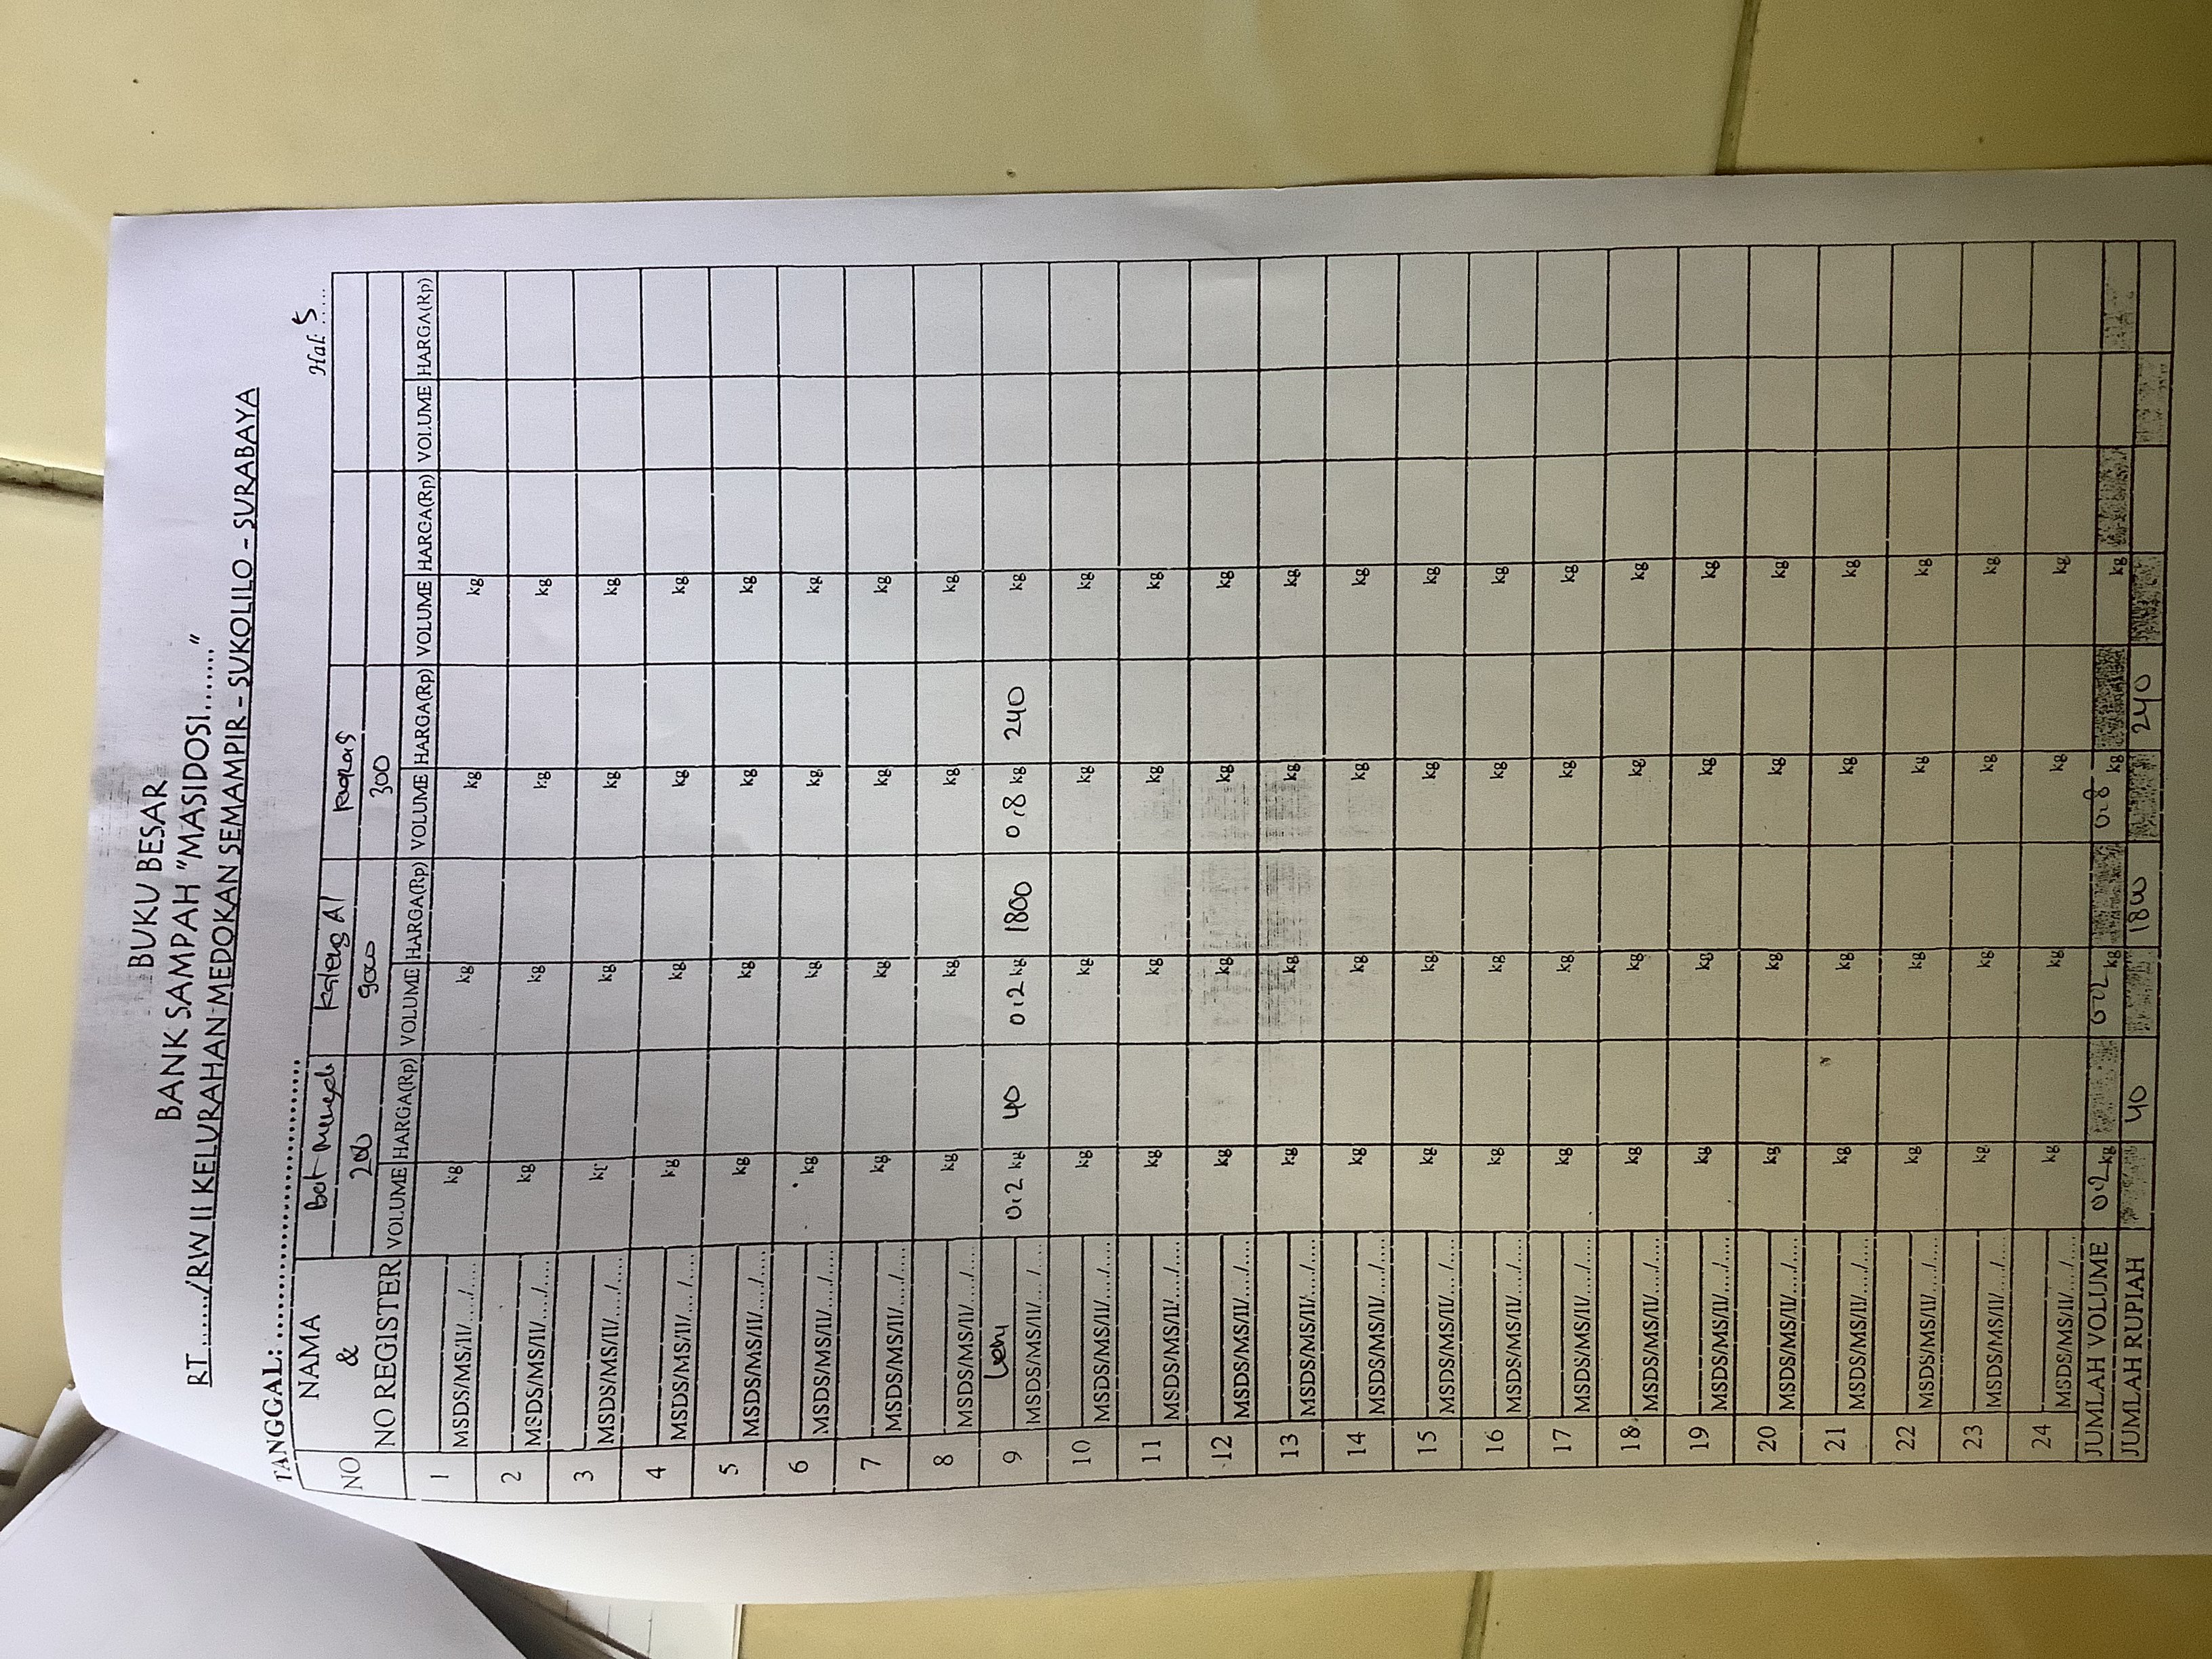 BUKU BESAR
BANK SAMPAH "MASIDOSI......."
RT....../RW II KELURAHAN MEDOKAN SEMAMPIR - SUKOLILO - SURABAYA
TANGGAL: .............................
Hal: 5.....
NO NAMA & NO REGISTER Bot Kaleng Al
200 9000 300
VOLUME HARGA(Rp) VOLUME HARGA(Rp) VOLUME HARGA(Rp) VOLUME HARGA(Rp) VOLUME HARGA(Rp)
1 kg kg kg kg
MSDS/MS/II/..../....
2 kg kg kg kg
MSDS/MS/II/..../....
3 kg kg kg kg
MSDS/MS/II/..../....
4 kg kg kg kg
MSDS/MS/II/... /....
5 kg kg kg kg
MSDS/MS/II/..../....
6 kg kg kg kg
MSDS/MS/II/..../....
7 kg kg kg kg
MSDS/MS/II/..../....
8 kg kg kg kg
MSDS/MS/II/..../....
9 0.2 kg 40 0.2 kg 1800 0,8 kg 240 kg
MSDS/MS/II/... /....
10 kg kg kg kg
MSDS/MS/II/..../....
11 kg kg kg kg
MSDS/MS/II/..../....
12 kg kg kg kg
MSDS/MS/II/..../....
13 kg kg kg kg
MSDS/MS/II/..../....
14 kg kg kg kg
MSDS/MS/II/..../....
15 kg kg kg kg
MSDS/MS/II/... /....
16 kg kg kg kg
MSDS/MS/II/..../....
17 kg kg kg kg
MSDS/MS/II/..../....
18 kg kg kg kg
MSDS/MS/II/..../....
19 kg kg kg kg
MSDS/MS/II/..../....
20 kg kg kg kg
MSDS/MS/II/..../....
21 kg kg kg kg
MSDS/MS/II/..../....
22 kg kg kg kg
MSDS/MS/II/..../....
23 kg kg kg kg
MSDS/MS/II/..../....
24 kg kg kg kg
MSDS/MS/II/..../....
JUMLAH VOLUME 0.2 kg 0.2 kg 0.8 kg kg
JUMLAH RUPIAH 40 1800 240